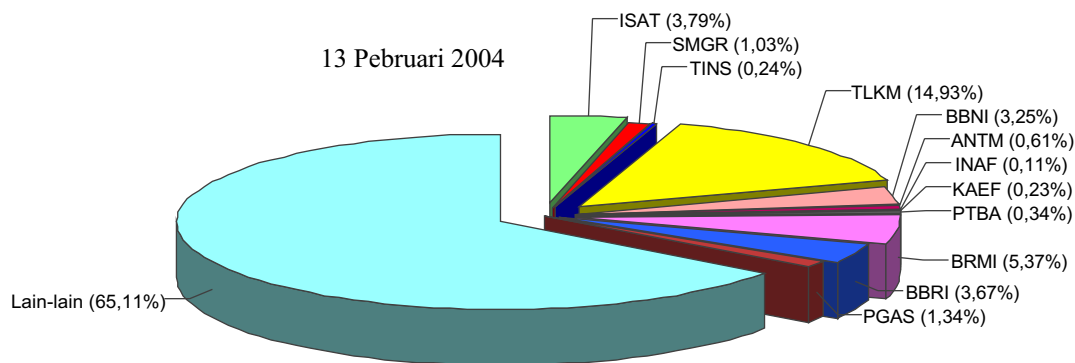 13 Pebruari 2004
ISAT (3,79%)
SMGR (1,03%)
TINS (0,24%)
TLKM (14,93%)
BBNI (3,25%)
ANTM (0,61%)
INAF (0,11%)
KAEF (0,23%)
PTBA (0,34%)
BRMI (5,37%)
BBRI (3,67%)
PGAS (1,34%)
Lain-lain (65,11%)